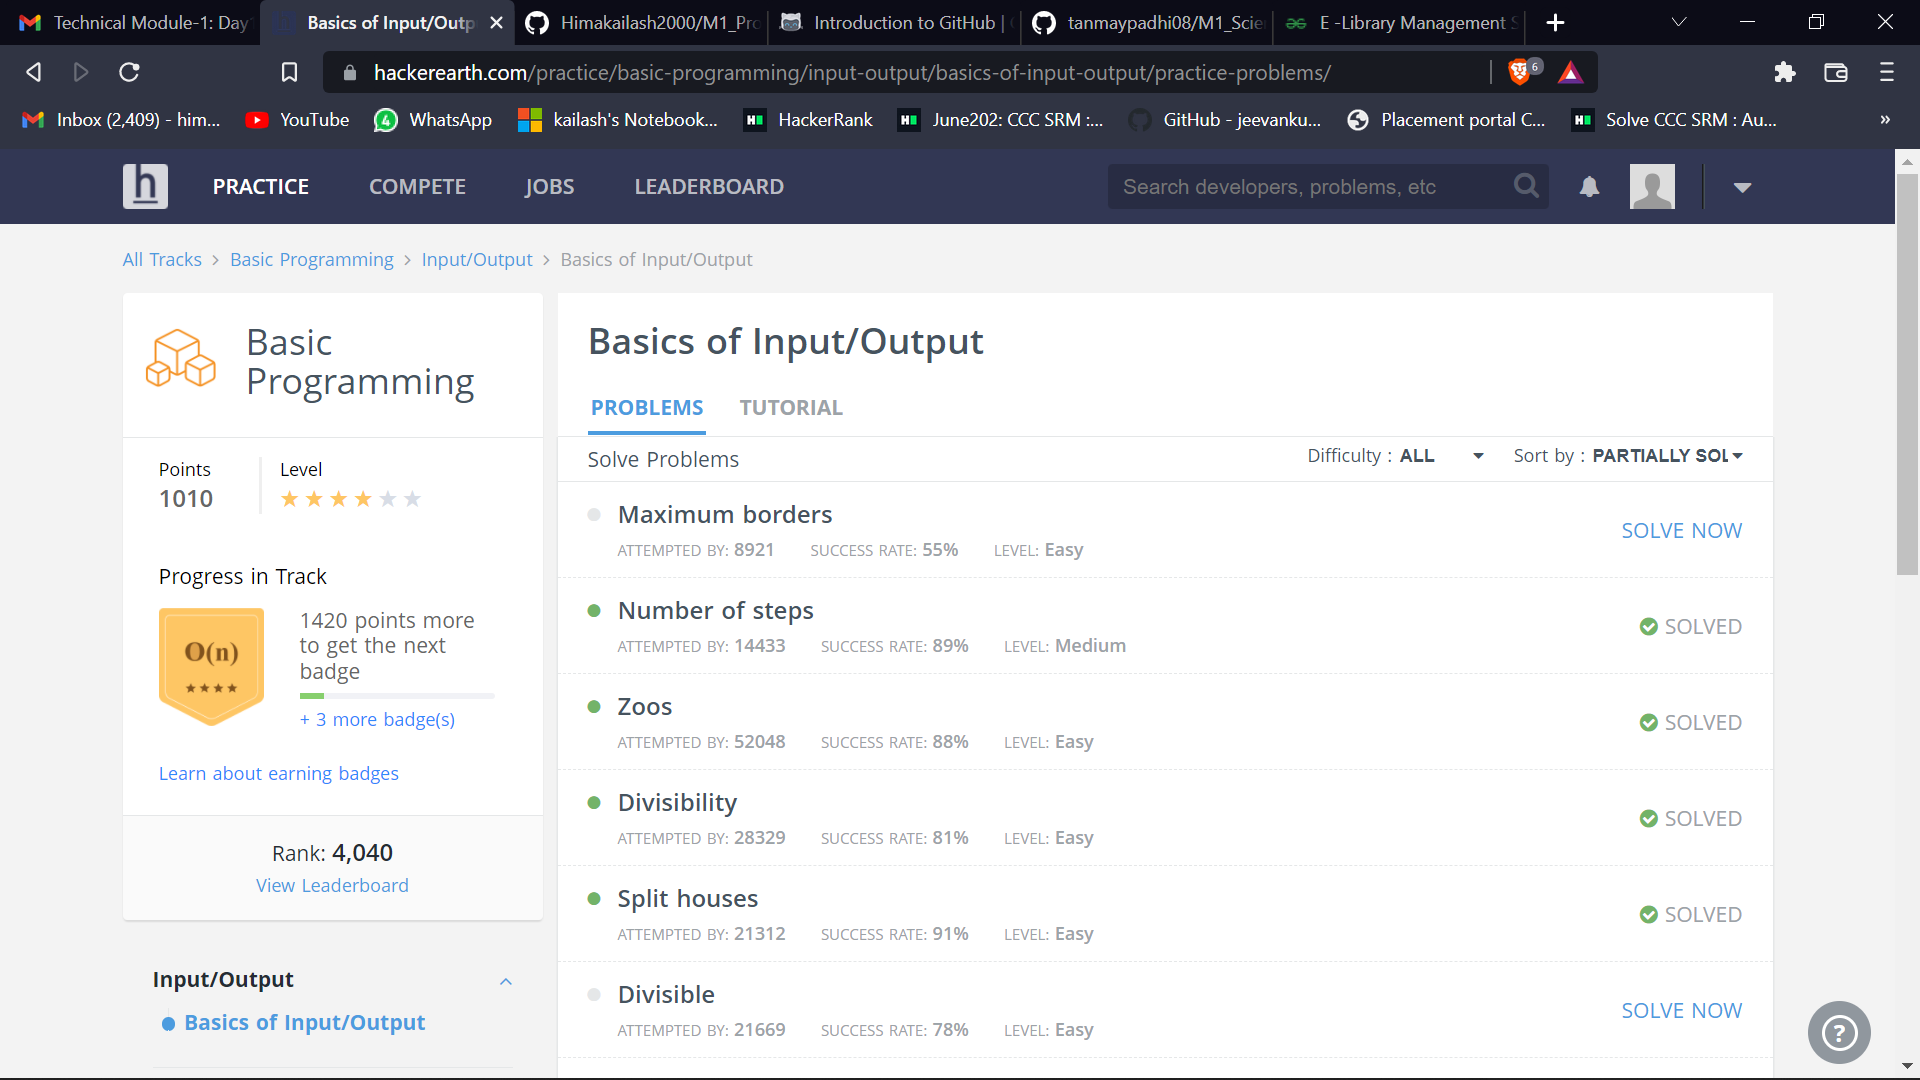 Technical Module-1: Day
Basics of Input/Outp
Himakailash2000/M1_Pro
Introduction to GitHub |
tanmaypadhi08/M1_Scie
E -Library Management S
hackerearth.com/practice/basic-programming/input-output/basics-of-input-output/practice-problems/
6
Inbox (2,409) - him...
YouTube
4
WhatsApp
kailash's Notebook...
HackerRank
June202: CCC SRM :...
GitHub - jeevanku...
Placement portal C...
Solve CCC SRM : Au...
»
h
PRACTICE
COMPETE
JOBS
LEADERBOARD
Search developers, problems, etc
All Tracks > Basic Programming > Input/Output > Basics of Input/Output
Basic
Programming
Points
1010
Level
Progress in Track
O(n)
1420 points more
to get the next
badge
+ 3 more badge(s)
Learn about earning badges
Rank: 4,040
View Leaderboard
Input/Output
Basics of Input/Output
Basics of Input/Output
PROBLEMS
TUTORIAL
Solve Problems
Difficulty : ALL
Sort by : PARTIALLY SOL
Maximum borders
ATTEMPTED BY: 8921 SUCCESS RATE: 55% LEVEL: Easy
SOLVE NOW
Number of steps
ATTEMPTED BY: 14433 SUCCESS RATE: 89% LEVEL: Medium
SOLVED
Zoos
ATTEMPTED BY: 52048 SUCCESS RATE: 88% LEVEL: Easy
SOLVED
Divisibility
ATTEMPTED BY: 28329 SUCCESS RATE: 81% LEVEL: Easy
SOLVED
Split houses
ATTEMPTED BY: 21312 SUCCESS RATE: 91% LEVEL: Easy
SOLVED
Divisible
ATTEMPTED BY: 21669 SUCCESS RATE: 78% LEVEL: Easy
SOLVE NOW
?